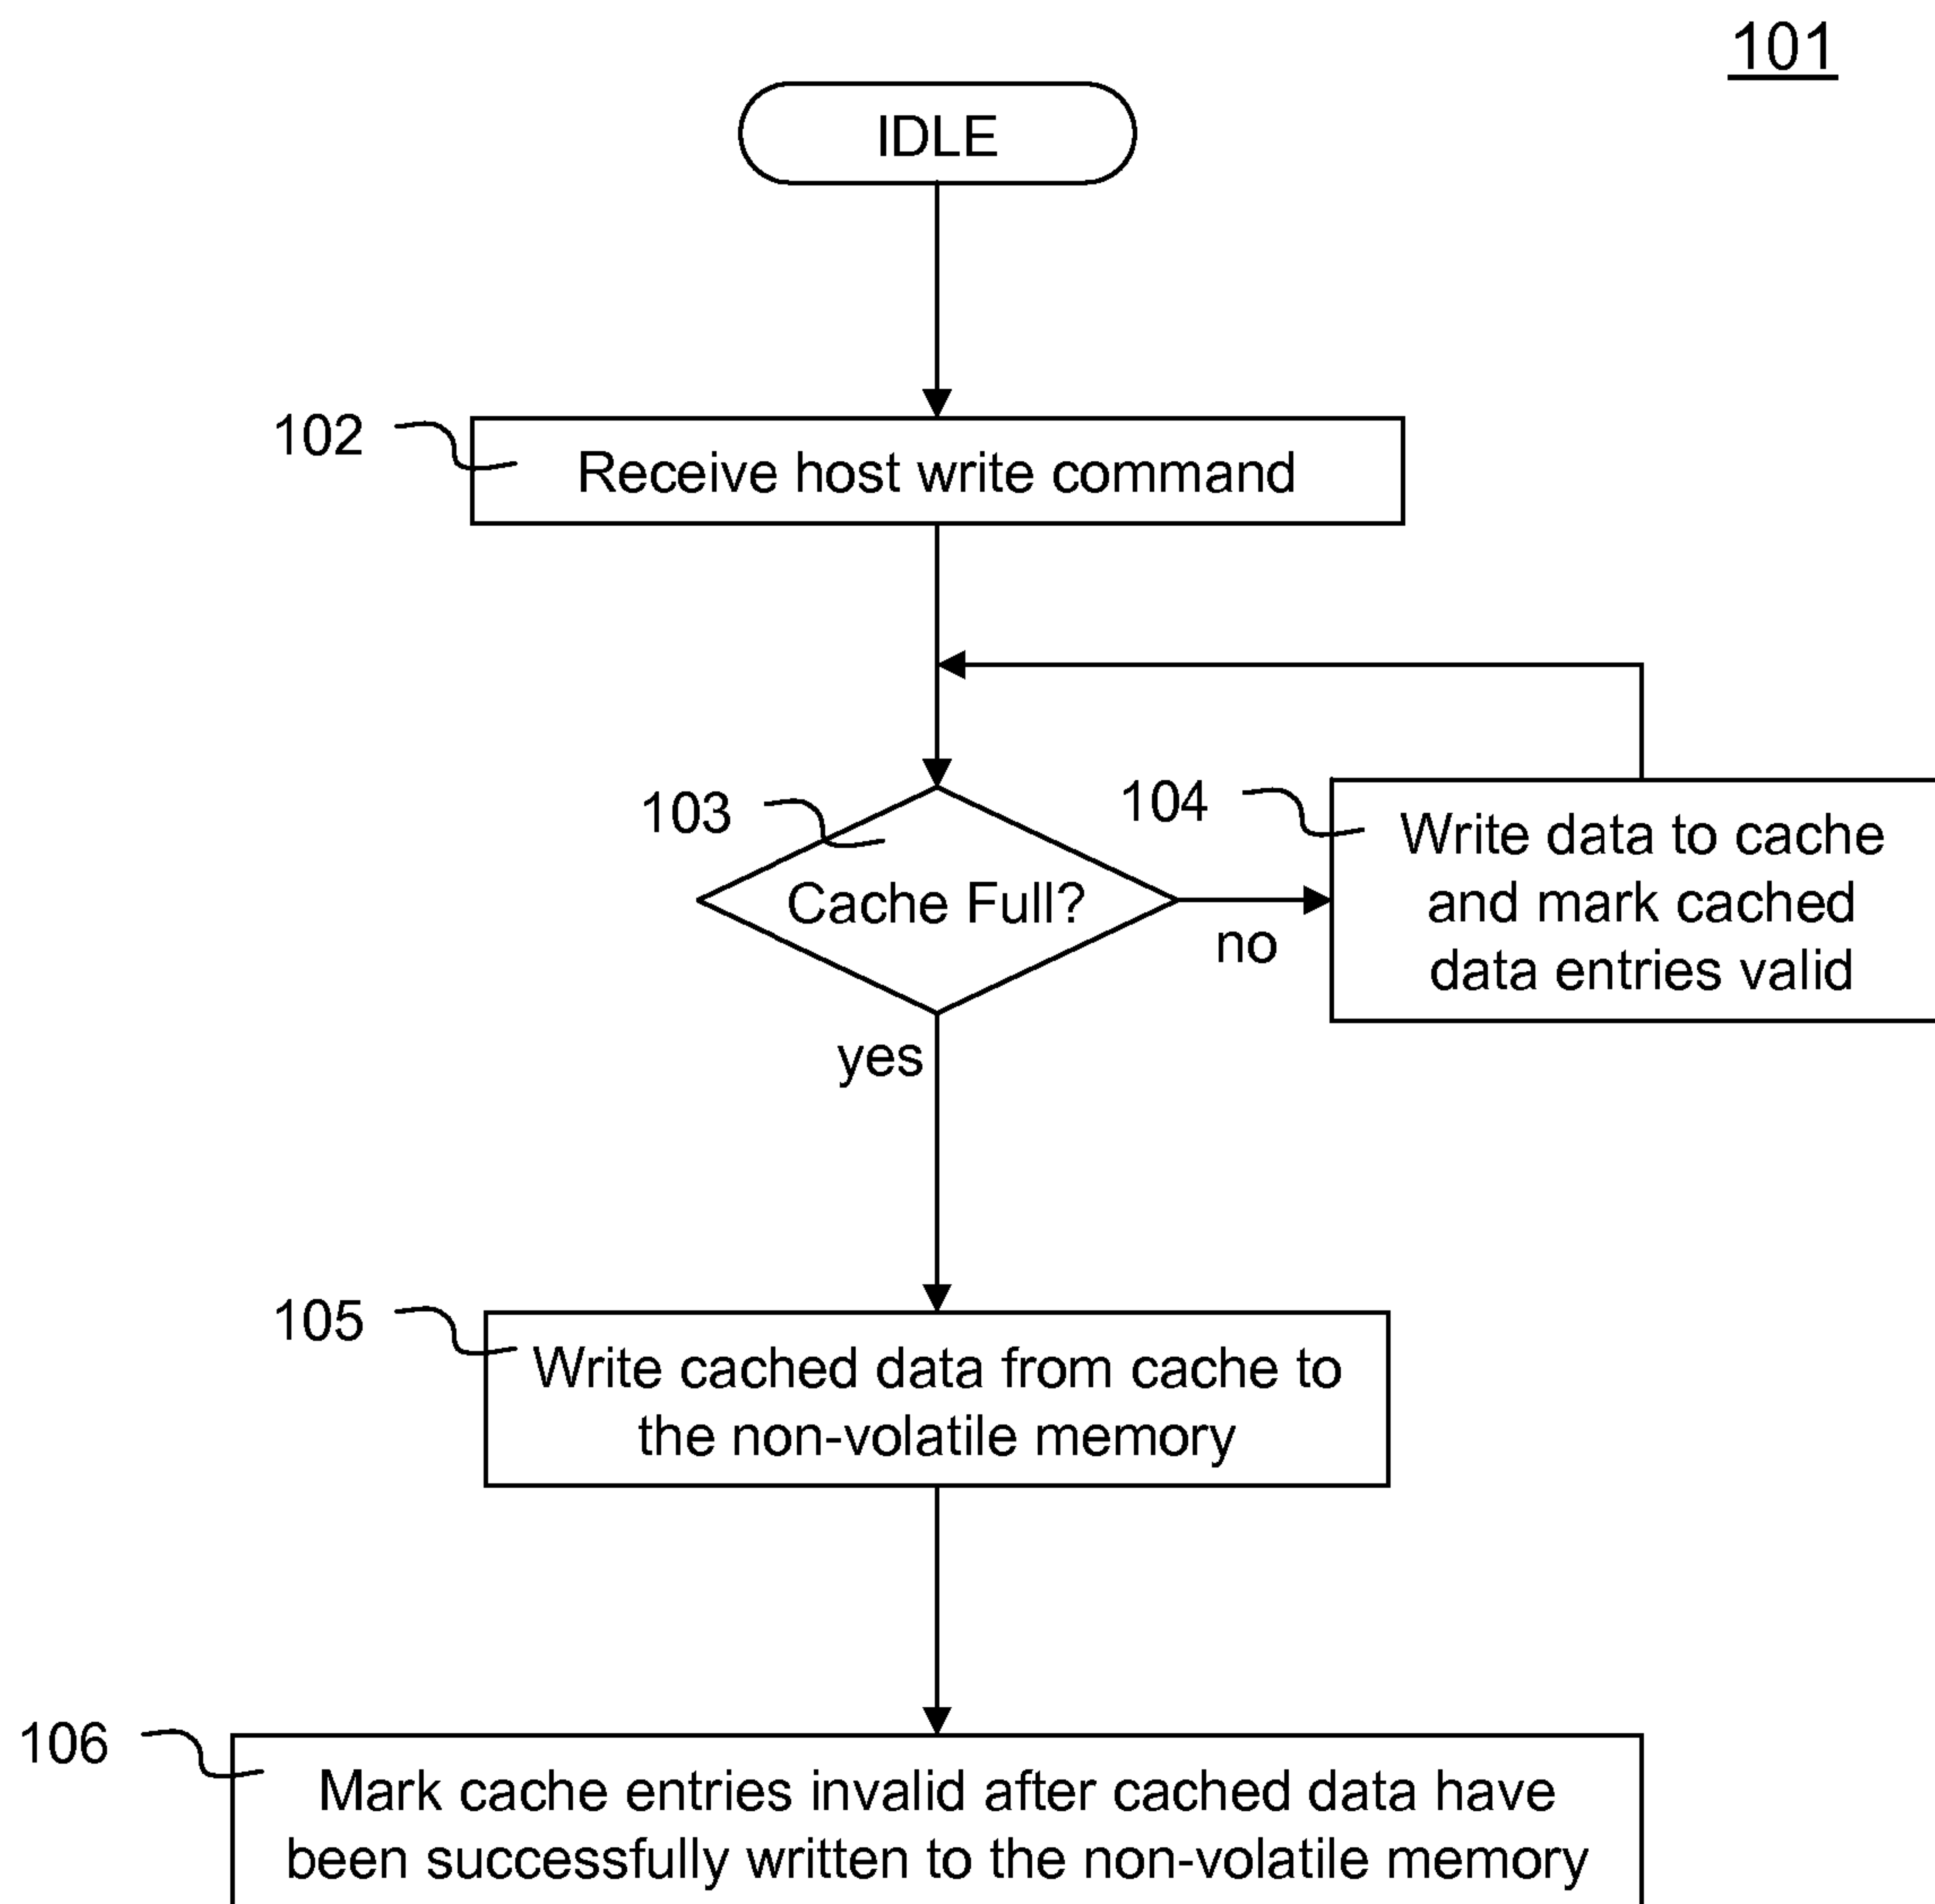 101
IDLE
102
Receive host write command
103
104
Write data to cache
and mark cached
data entries valid
Cache Full?
no
yes
105
Write cached data from cache to
the non-volatile memory
106
Mark cache entries invalid after cached data have
been successfully written to the non-volatile memory